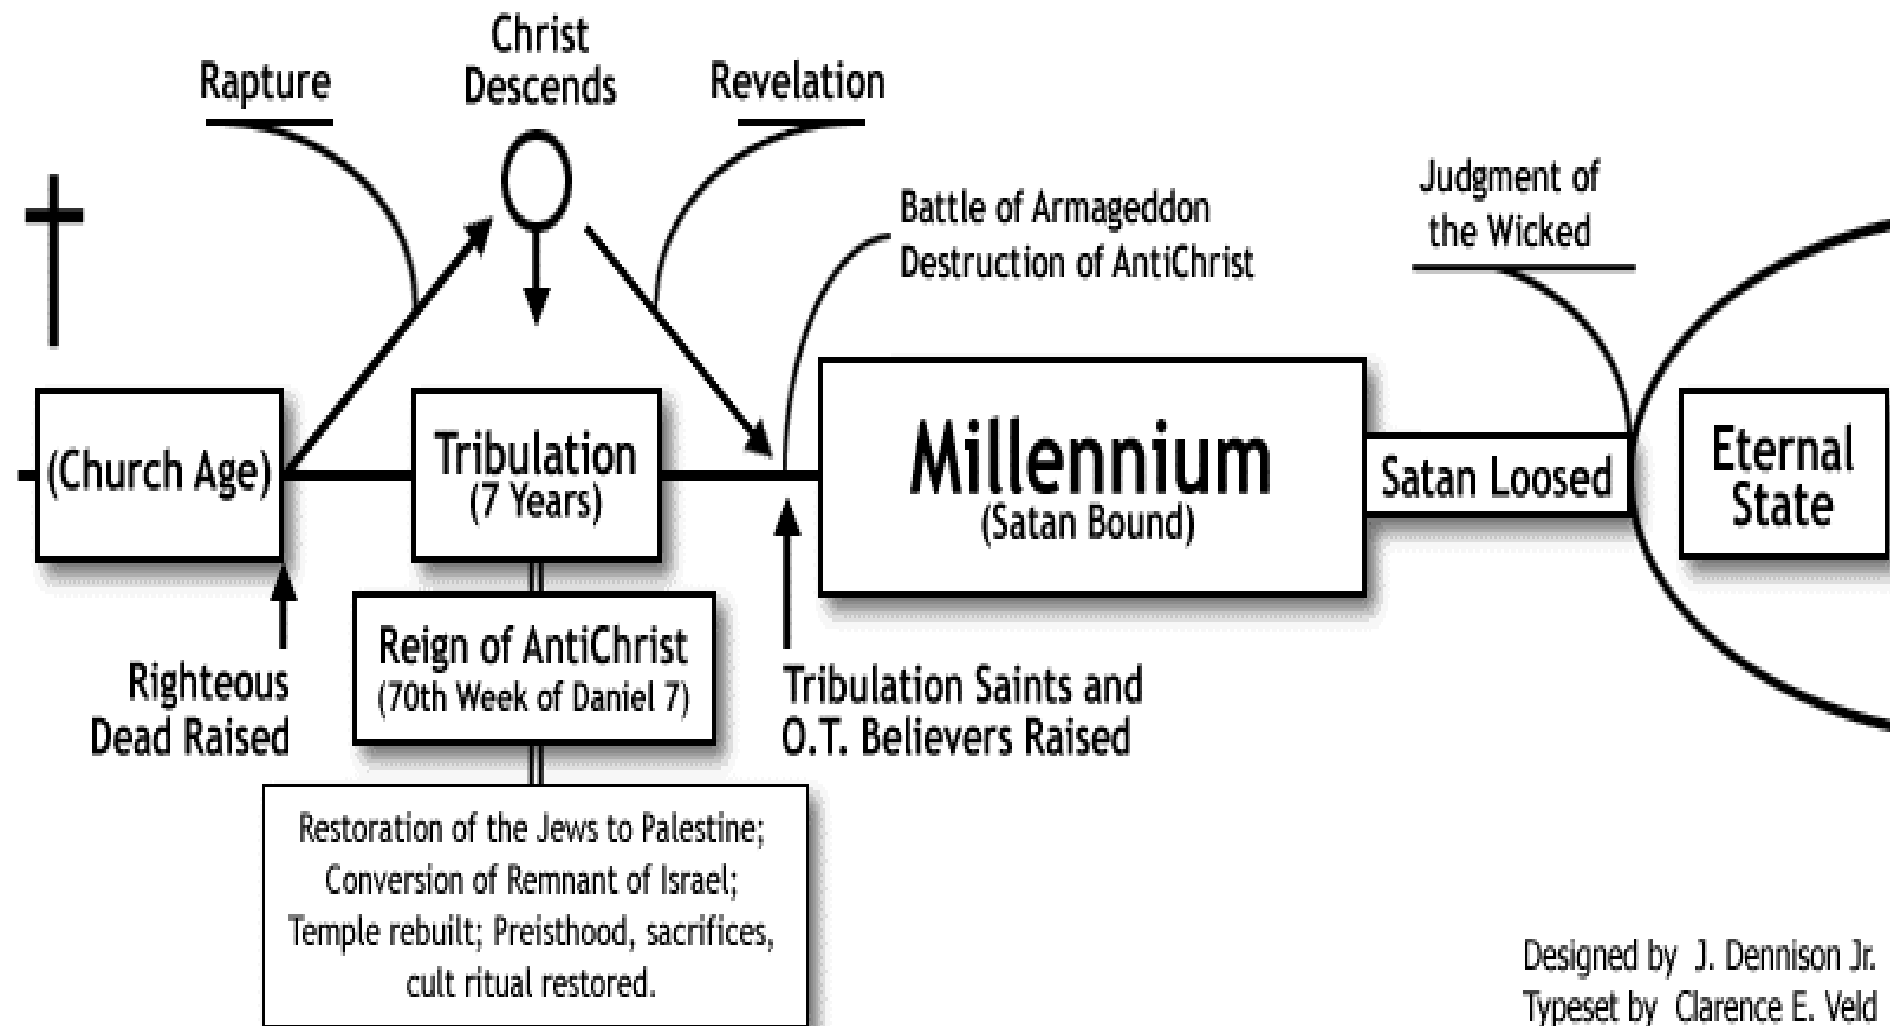 Rapture
Christ
Descends
Revelation
Battle of Armageddon
Destruction of AntiChrist
Judgment of
the Wicked
(Church Age)
Tribulation
(7 Years)
Millennium
(Satan Bound)
Satan Loosed
Eternal
State
Righteous
Dead Raised
Reign of AntiChrist
(70th Week of Daniel 7)
Tribulation Saints and
O.T. Believers Raised
Restoration of the Jews to Palestine;
Conversion of Remnant of Israel;
Temple rebuilt; Preisthood, sacrifices,
cult ritual restored.
Designed by J. Dennison Jr.
Typeset by Clarence E. Veld